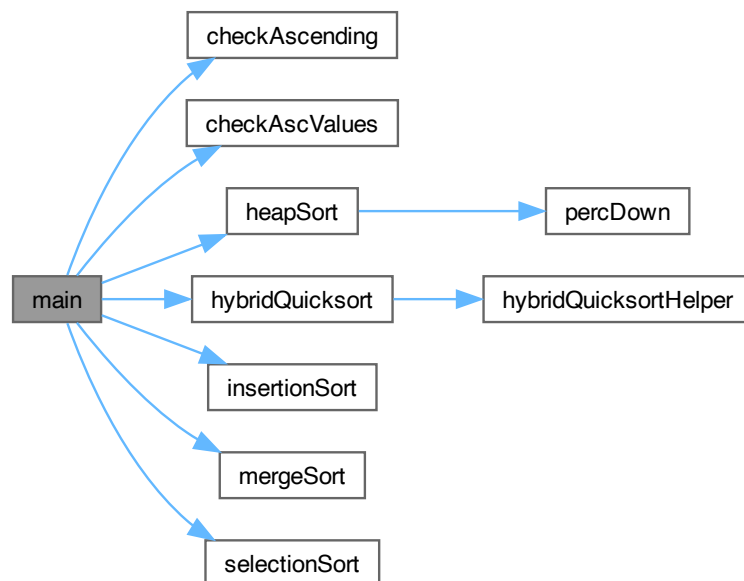 checkAscending
checkAscValues
heapSort
percDown
main
hybridQuicksort
hybridQuicksortHelper
insertionSort
mergeSort
selectionSort